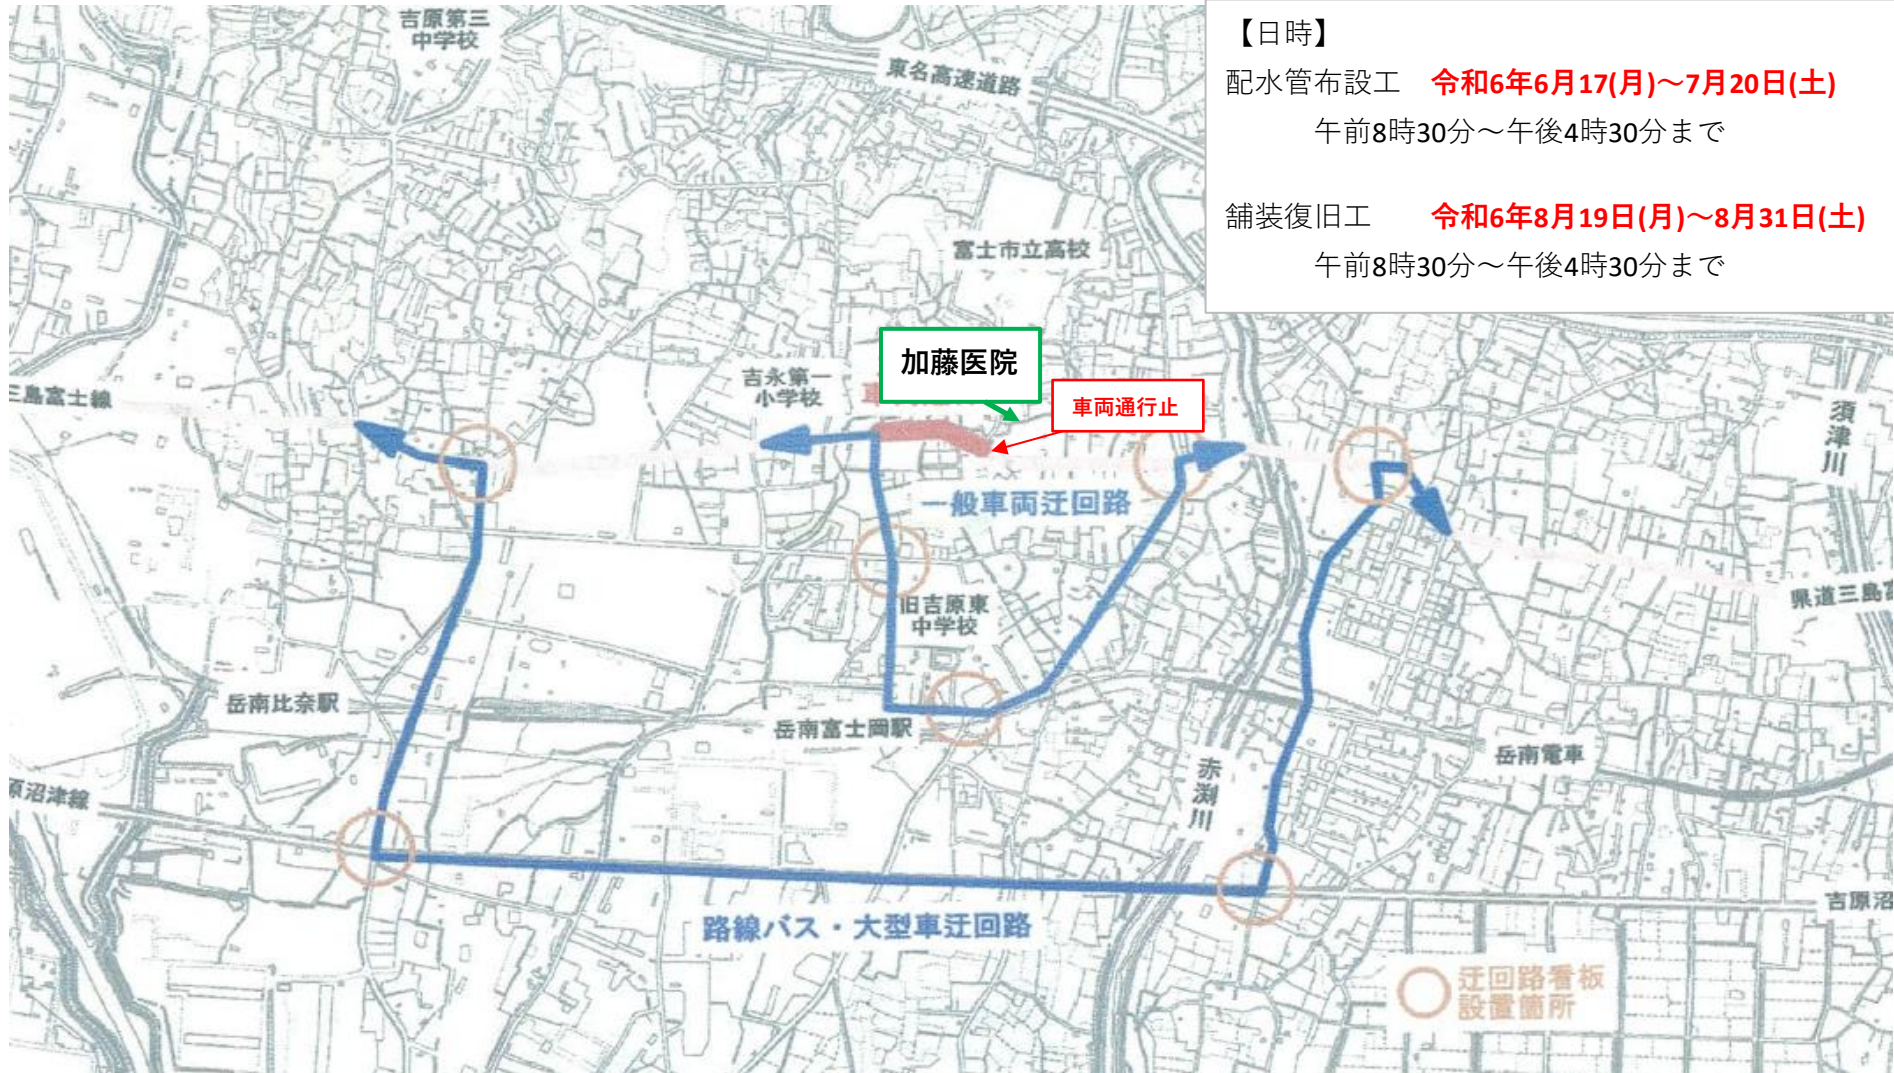 【日時】
配水管布設工 令和6年6月17(月)～7月20日(土)
午前8時30分～午後4時30分まで
舗装復旧工 令和6年8月19日(月)～8月31日(土)
午前8時30分～午後4時30分まで
吉原第三
中学校
東名高速道路
富士市立高校
加藤医院
吉永第一
小学校
車両通行止
三島富士線
須津川
一般車両迂回路
旧吉原東
中学校
県道三島富
岳南比奈駅
岳南富士岡駅
岳南電車
赤渕川
原沼津線
路線バス・大型車迂回路
吉原沼
迂回路看板
設置箇所